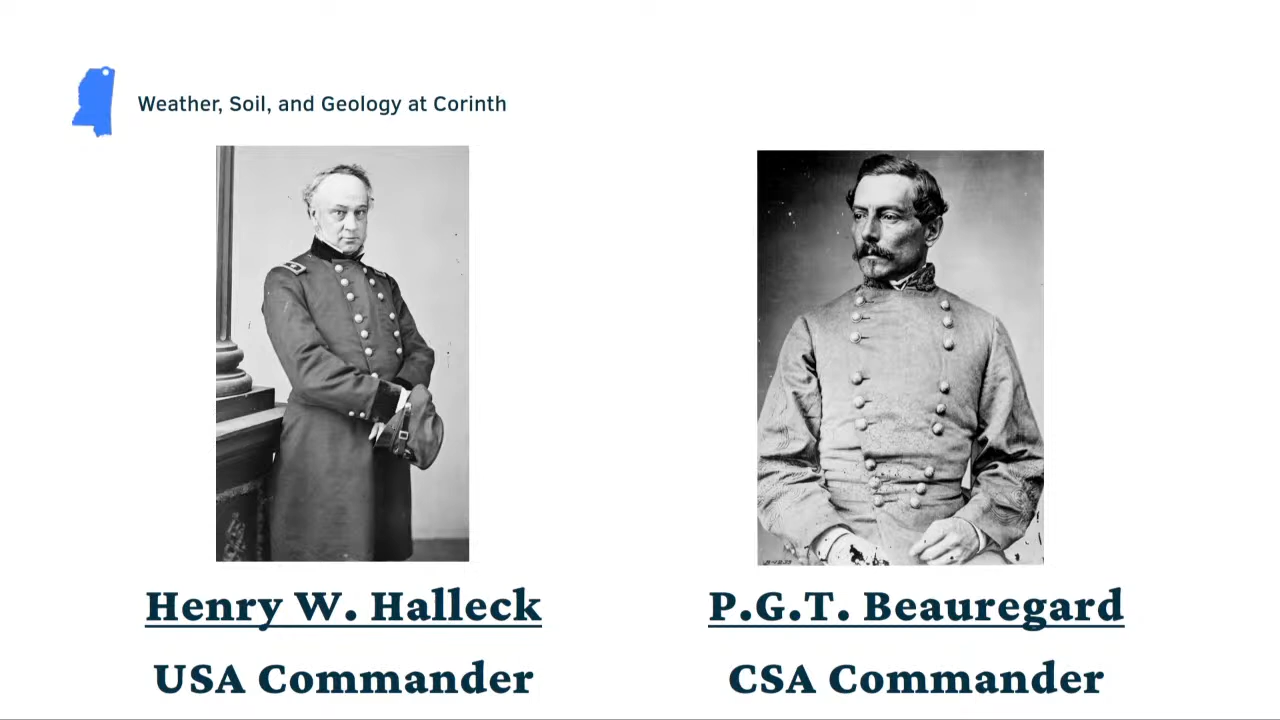 Weather, Soil, and Geology at Corinth
Henry W. Halleck
P.G.T. Beauregard
USA Commander
CSA Commander